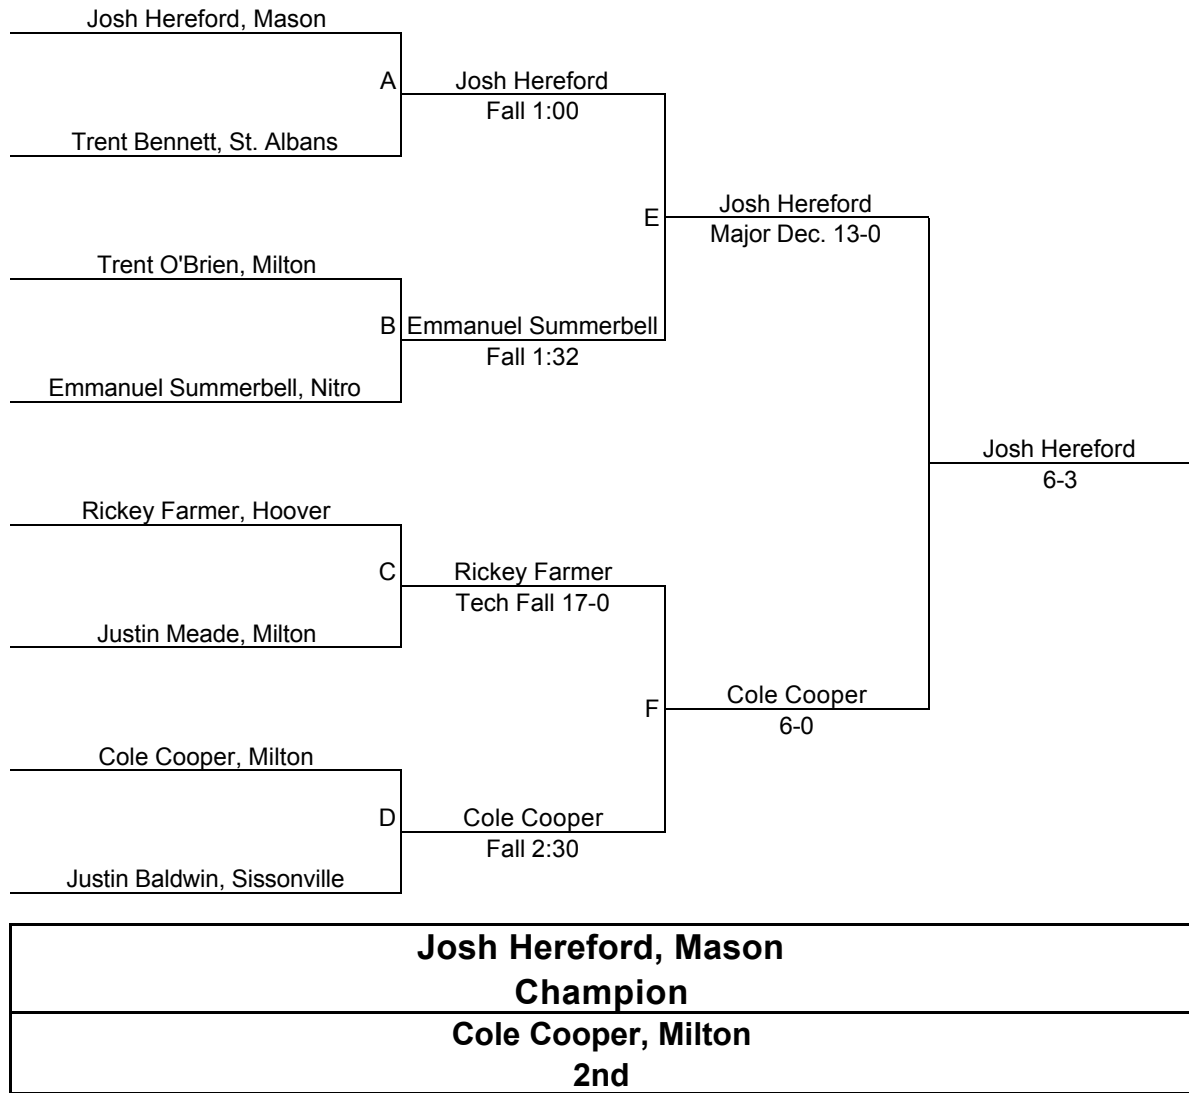 Josh Hereford, Mason
A Josh Hereford
Fall 1:00
Trent Bennett, St. Albans
E Josh Hereford
Major Dec. 13-0
Trent O'Brien, Milton
B Emmanuel Summerbell
Fall 1:32
Emmanuel Summerbell, Nitro
Josh Hereford
6-3
Rickey Farmer, Hoover
C Rickey Farmer
Tech Fall 17-0
Justin Meade, Milton
F Cole Cooper
6-0
Cole Cooper, Milton
D Cole Cooper
Fall 2:30
Justin Baldwin, Sissonville
Josh Hereford, Mason
Champion
Cole Cooper, Milton
2nd